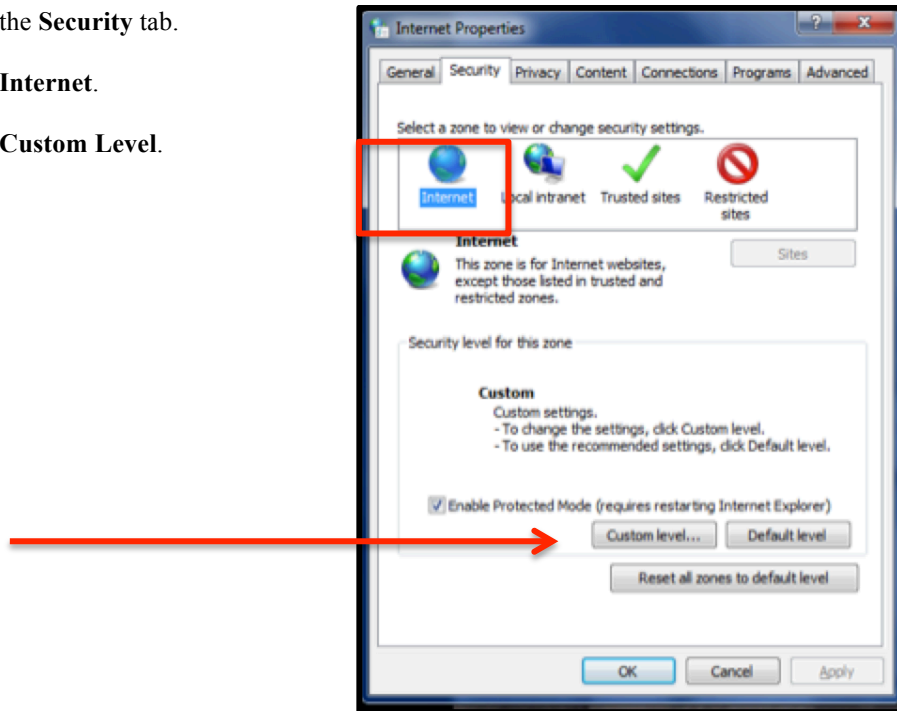 the Security tab.
Internet.
Custom Level.
Internet Properties
?
General Security Privacy Content Connections Programs Advanced
Select a zone to view or change security settings.
Internet Local intranet Trusted sites Restricted
sites
Internet
Sites
This zone is for Internet websites,
except those listed in trusted and
restricted zones.
Security level for this zone
Custom
Custom settings.
- To change the settings, click Custom level.
- To use the recommended settings, click Default level.
Enable Protected Mode (requires restarting Internet Explorer)
Custom level... Default level
Reset all zones to default level
OK Cancel Apply